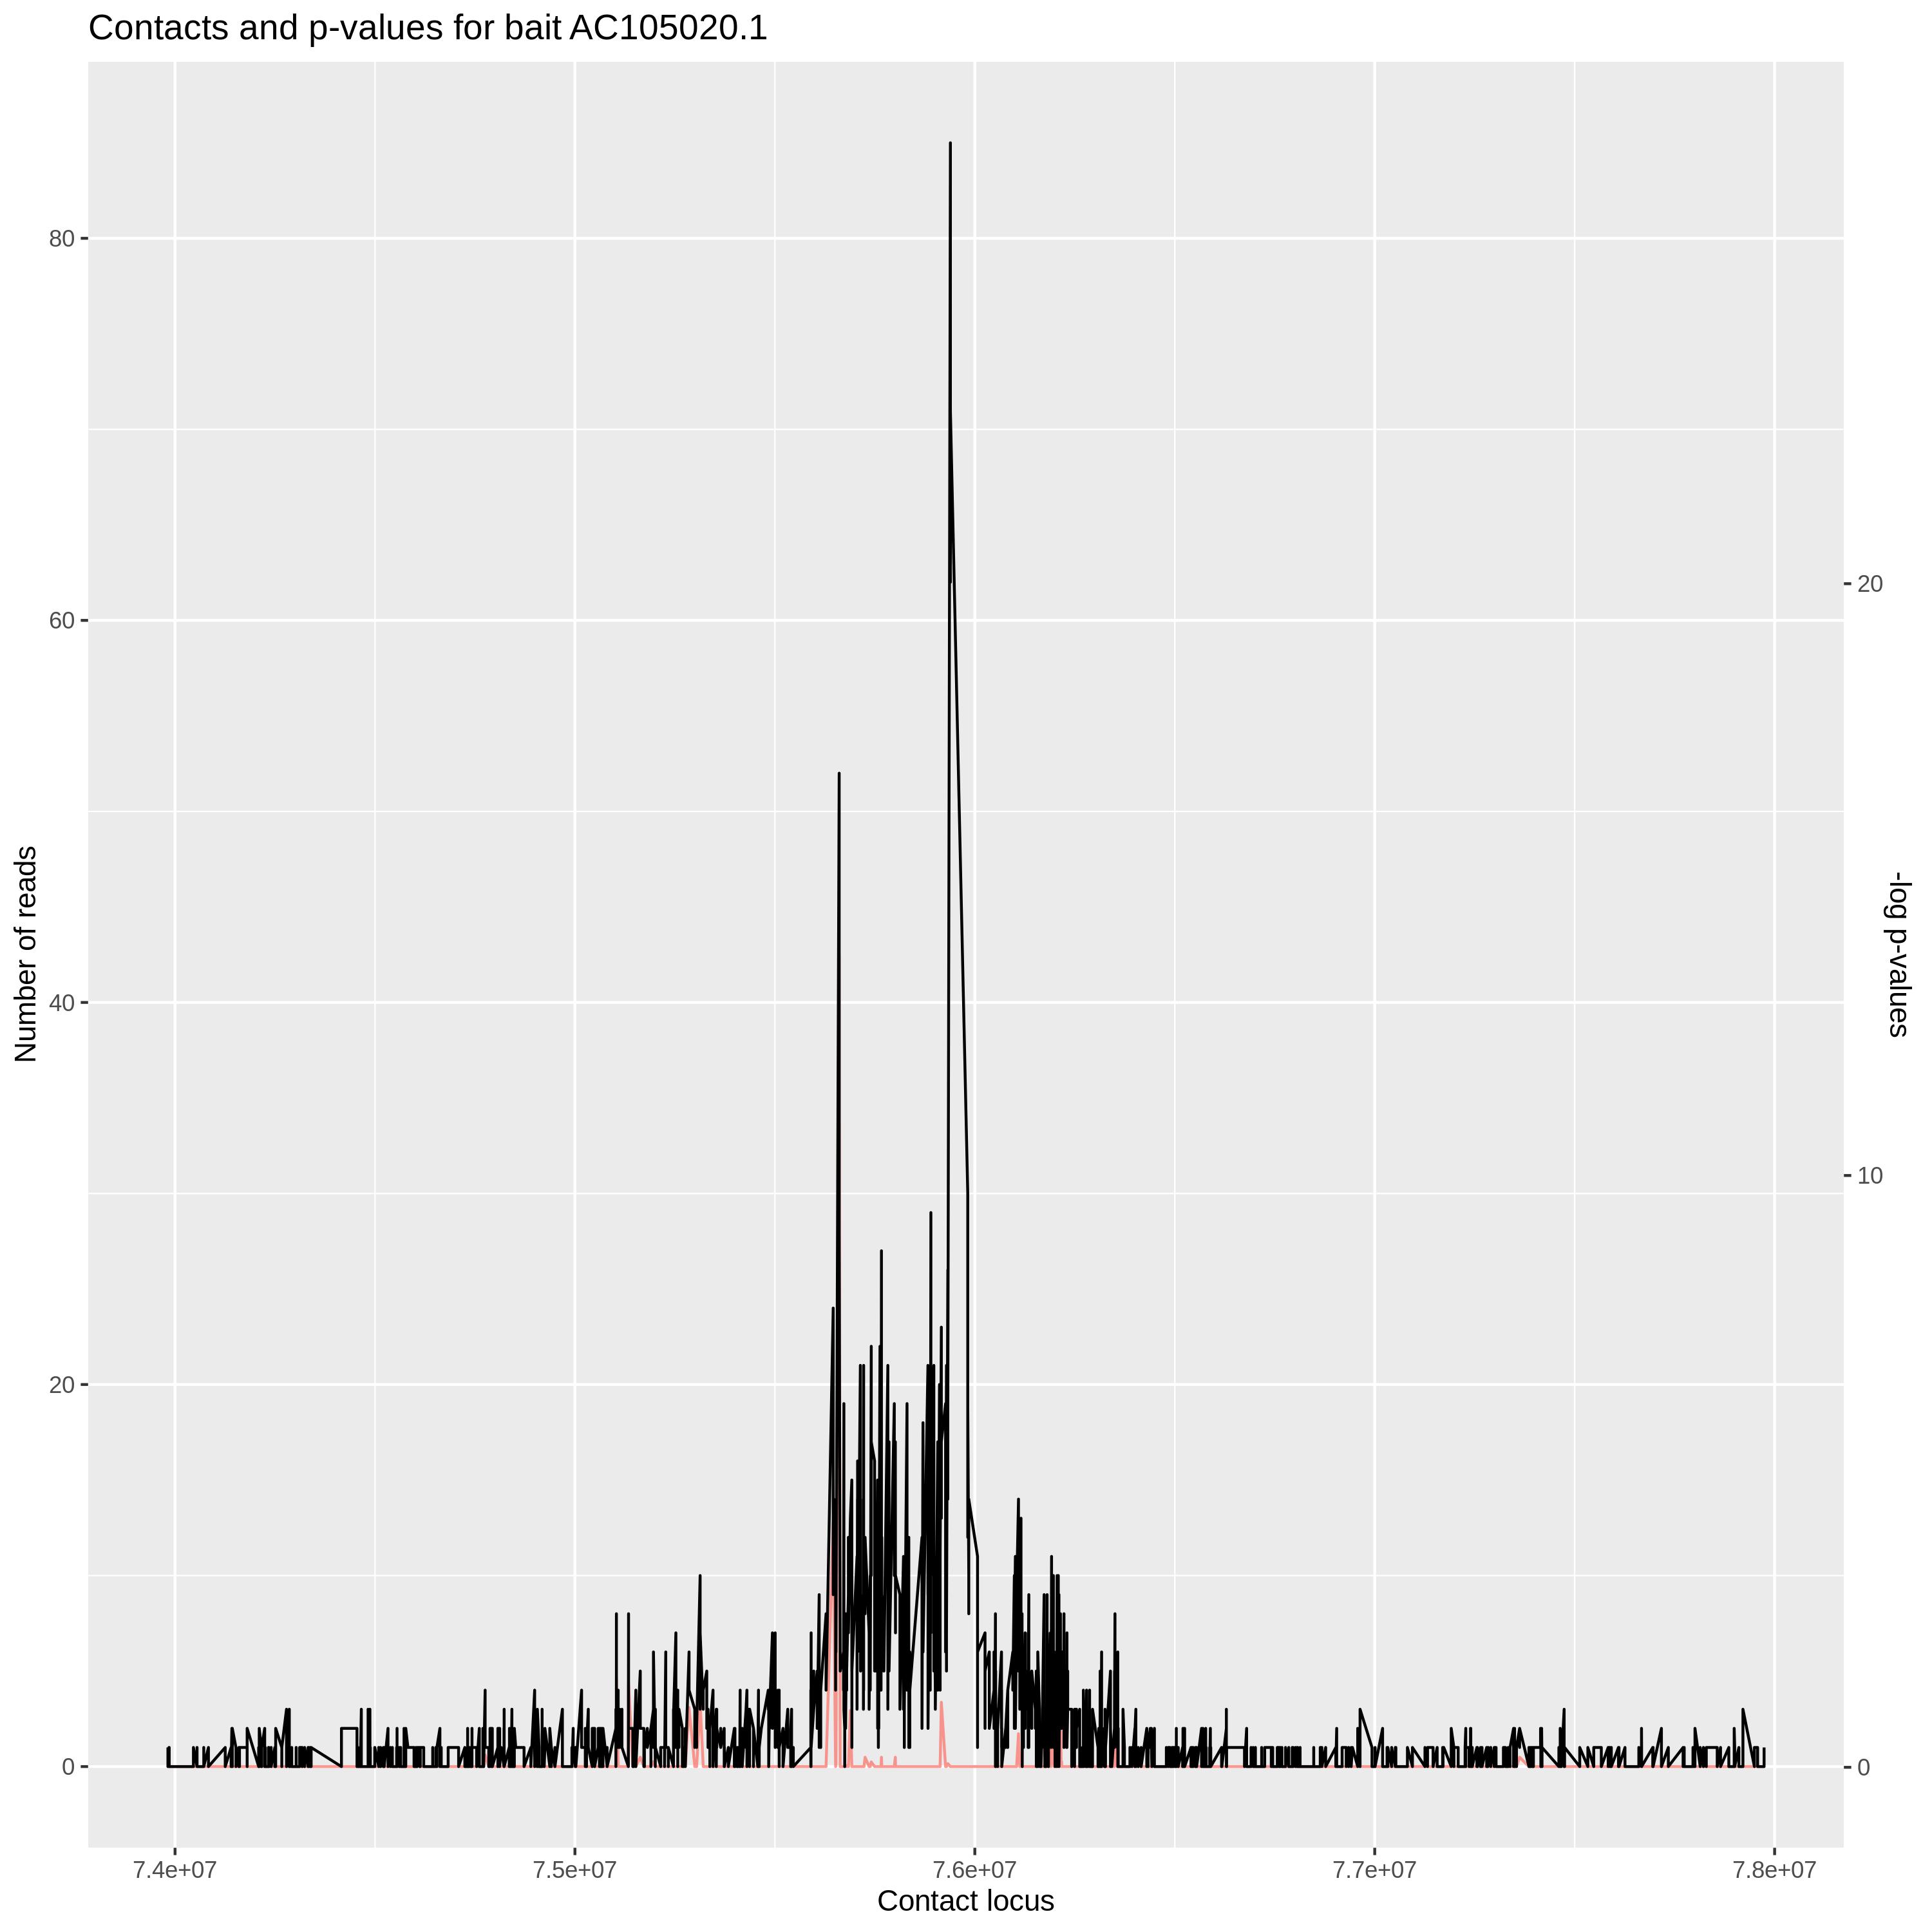 Contacts and p-values for bait AC105020.1
80
60
40
20
0
Number of reads
20
10
0
-log p-values
7.4e+07 7.5e+07 7.6e+07 7.7e+07 7.8e+07
Contact locus